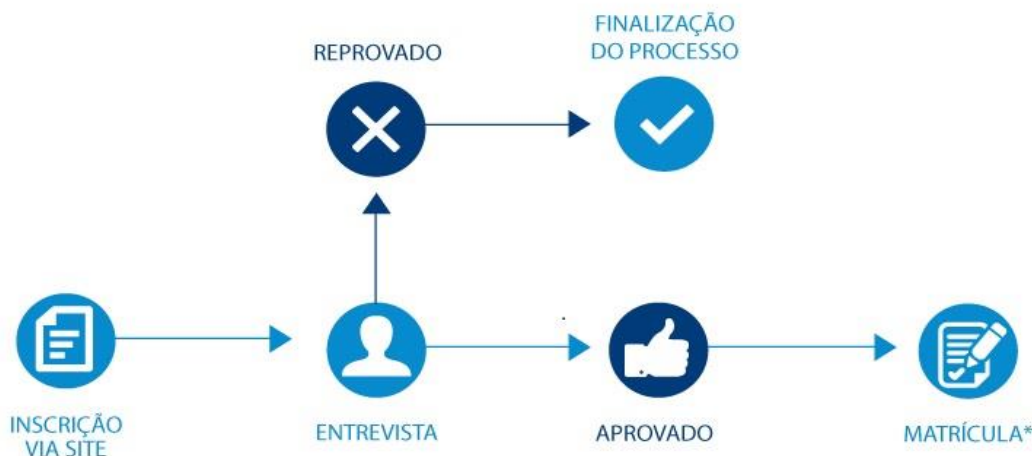 FINALIZAÇÃO
DO PROCESSO
REPROVADO
INSCRIÇÃO
VIA SITE
ENTREVISTA
APROVADO
MATRÍCULA*